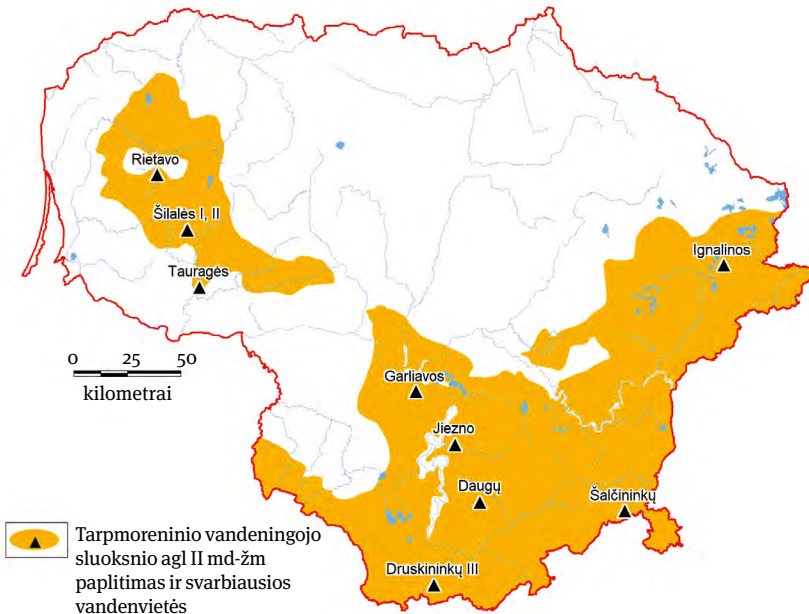 Rietavo
Šilalės I, II
Tauragės
Ignalinos
0 25 50
kilometrai
Garliavos
Jiezno
Daugų
Šalčininkų
Druskininkų III
Tarpmoreninio vandeningojo
sluoksnio agl II md-žm
paplitimas ir svarbiausios
vandenvietės